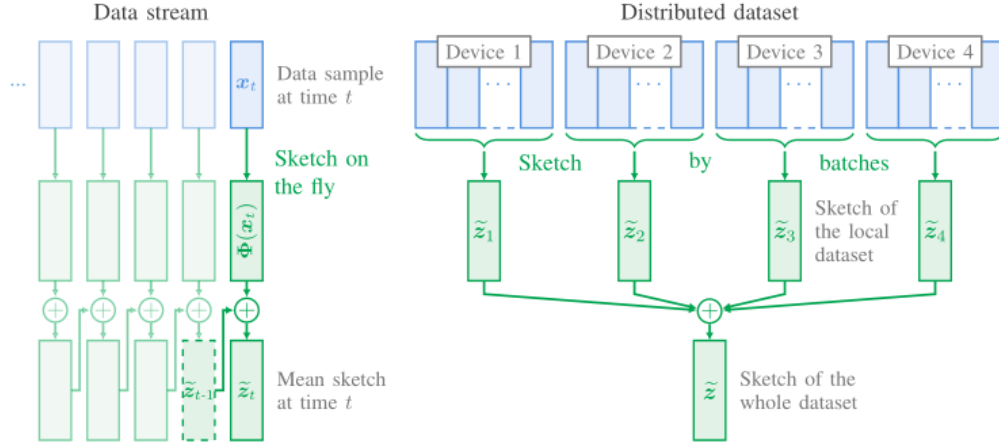 Data stream
...
x_t
Data sample
at time t
Sketch on
the fly
Φ(x_t)
+ + + + +
z̃_{t-1}
z̃_t
Mean sketch
at time t
Distributed dataset
Device 1 Device 2 Device 3 Device 4
... ... ... ...
Sketch by batches
z̃_1 z̃_2 z̃_3 z̃_4
Sketch of
the local
dataset
+
z̃
Sketch of the
whole dataset